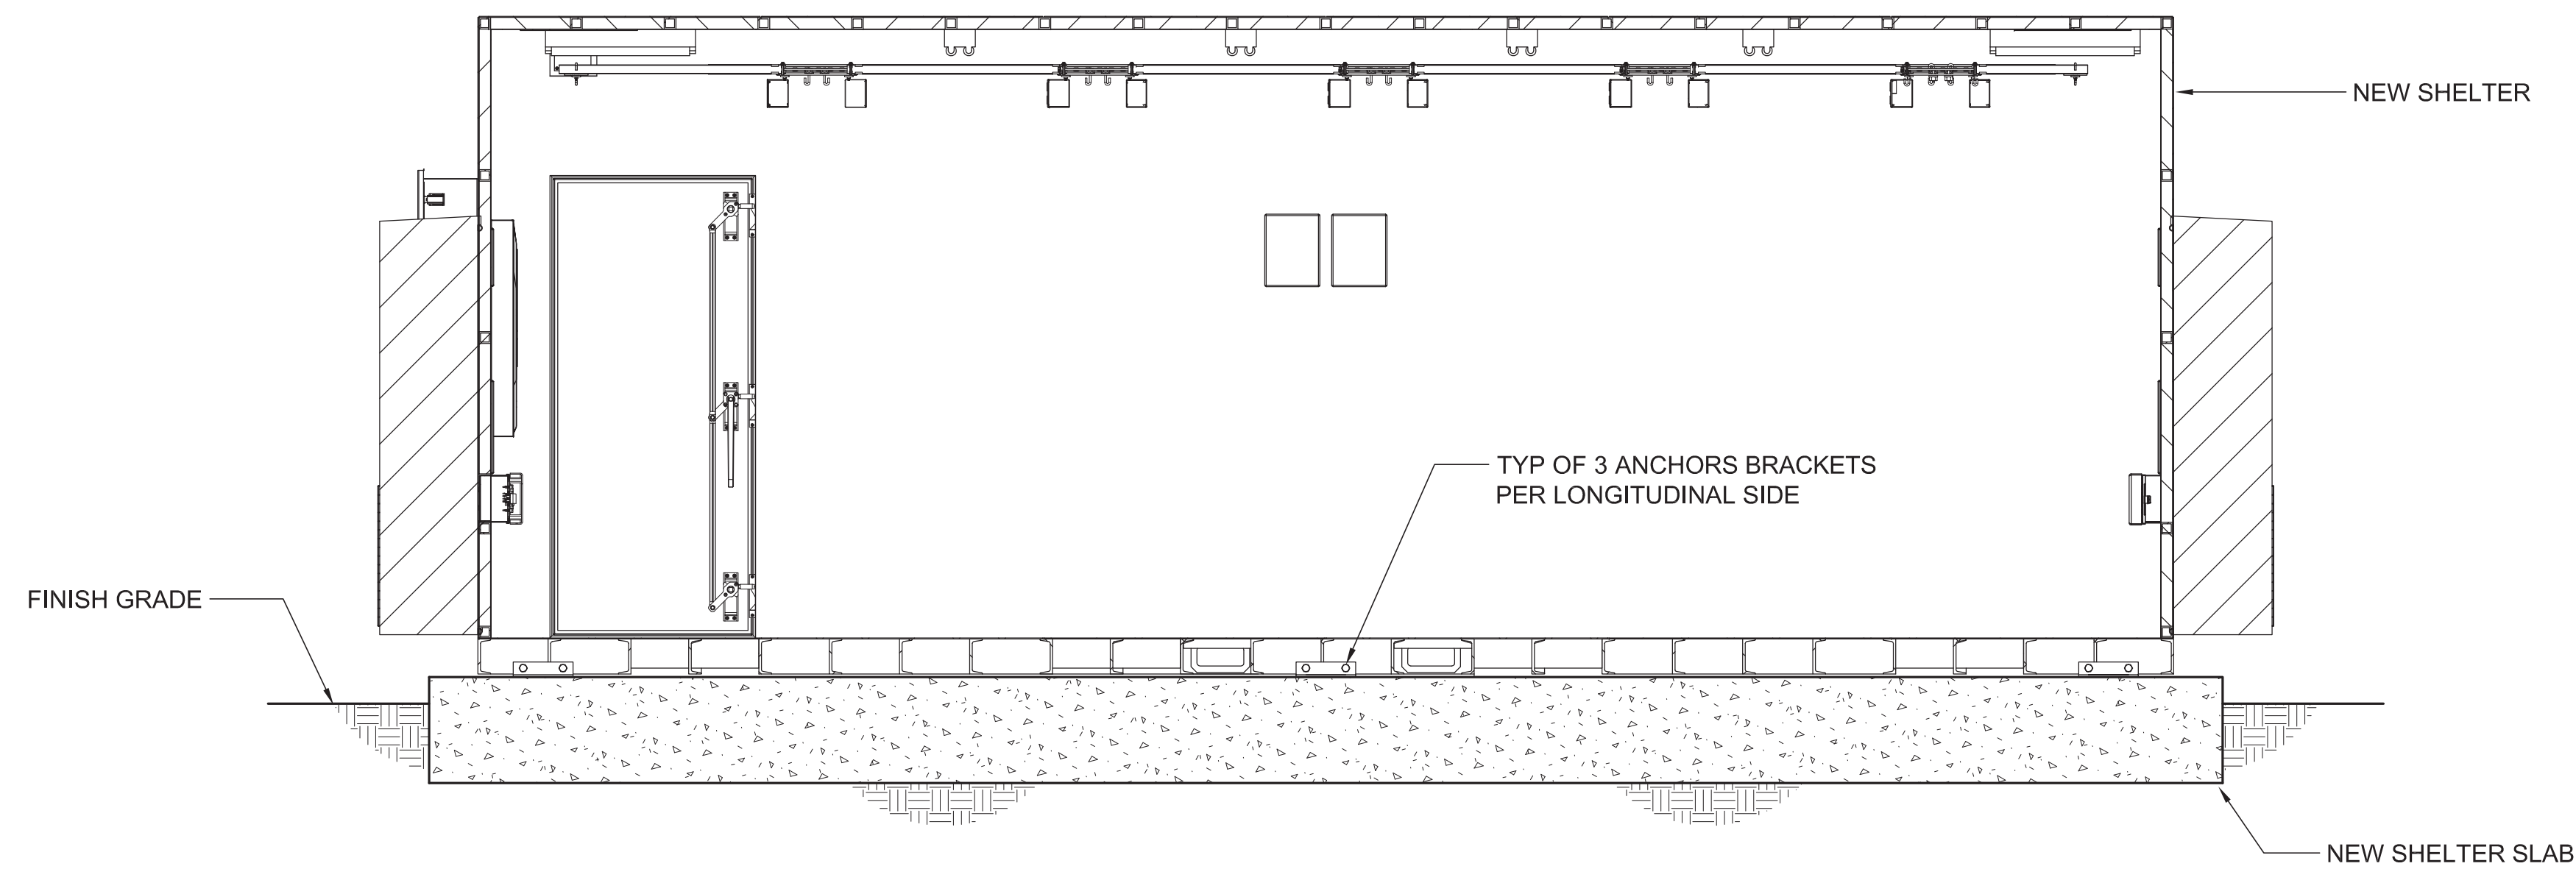 NEW SHELTER
TYP OF 3 ANCHORS BRACKETS
PER LONGITUDINAL SIDE
FINISH GRADE
NEW SHELTER SLAB